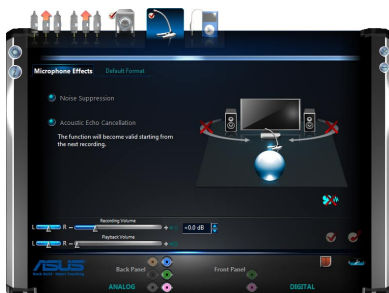 Microphone Effects Default Format
Noise Suppression
Acoustic Echo Cancellation
The function will become valid starting from
the next recording.
Recording Volume
L R - + +0.0 dB
Playback Volume
L R - +
ASUS
Back Panel Front Panel
ANALOG DIGITAL